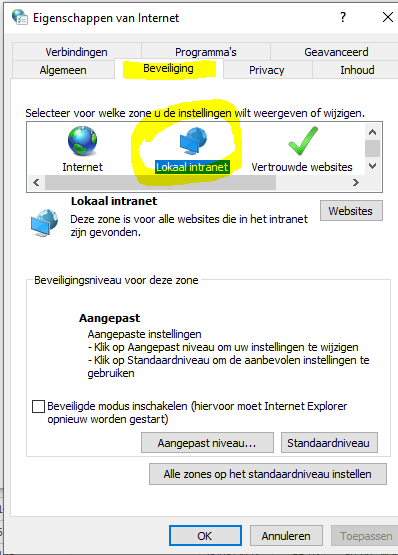 Eigenschappen van Internet
Verbindingen Programma's Geavanceerd
Algemeen Beveiliging Privacy Inhoud
Selecteer voor welke zone u de instellingen wilt weergeven of wijzigen.
Internet Lokaal intranet Vertrouwde websites
Lokaal intranet
Deze zone is voor alle websites die in het intranet
zijn gevonden.
Websites
Beveiligingsniveau voor deze zone
Aangepast
Aangepaste instellingen
- Klik op Aangepast niveau om uw instellingen te wijzigen
- Klik op Standaardniveau om de aanbevolen instellingen te
gebruiken
Beveiligde modus inschakelen (hiervoor moet Internet Explorer
opnieuw worden gestart)
Aangepast niveau... Standaardniveau
Alle zones op het standaardniveau instellen
OK Annuleren Toepassen